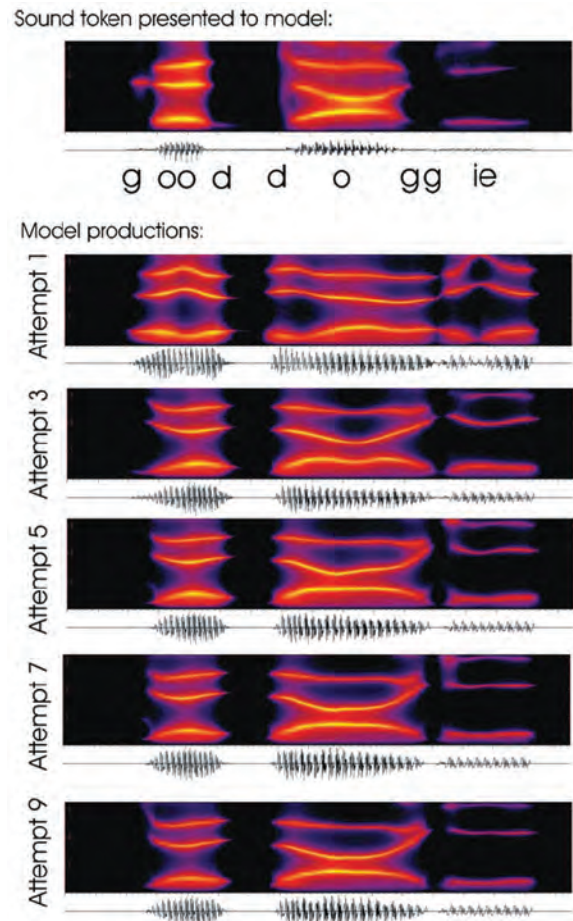 Sound token presented to model:
g oo d d o gg ie
Model productions:
Attempt 1
Attempt 3
Attempt 5
Attempt 7
Attempt 9